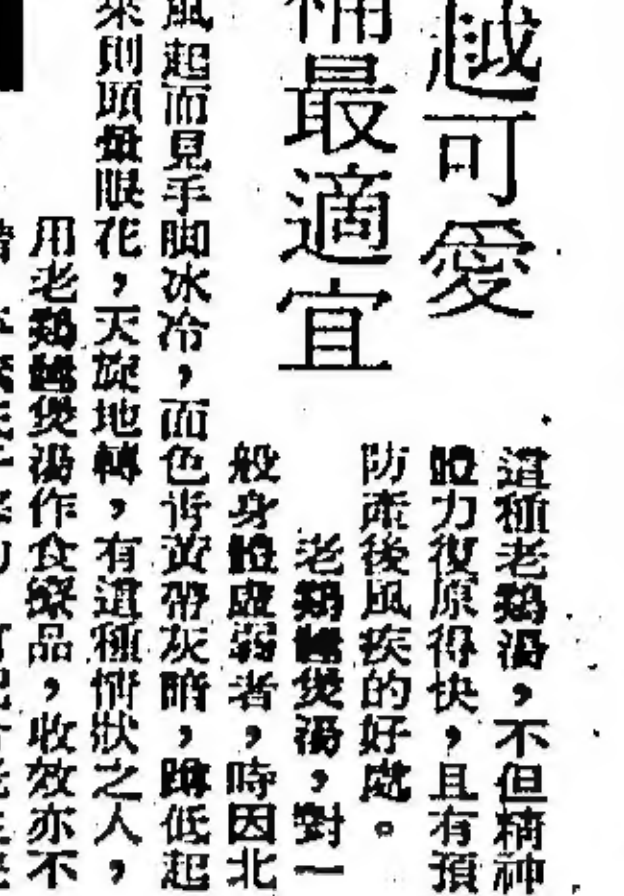 越可愛
補最適宜
這種老鷄湯，不但精神
體力復原得快，且有預
防產後風疾的好處。
老鷄煲湯，對一
般身體虛弱者，時因北
風起而見手脚冰冷，面色青黃帶灰暗，蹲低起
來則頭暈眼花，天旋地轉，有這種情狀之人，
用老鷄煲湯作食療品，收效亦不